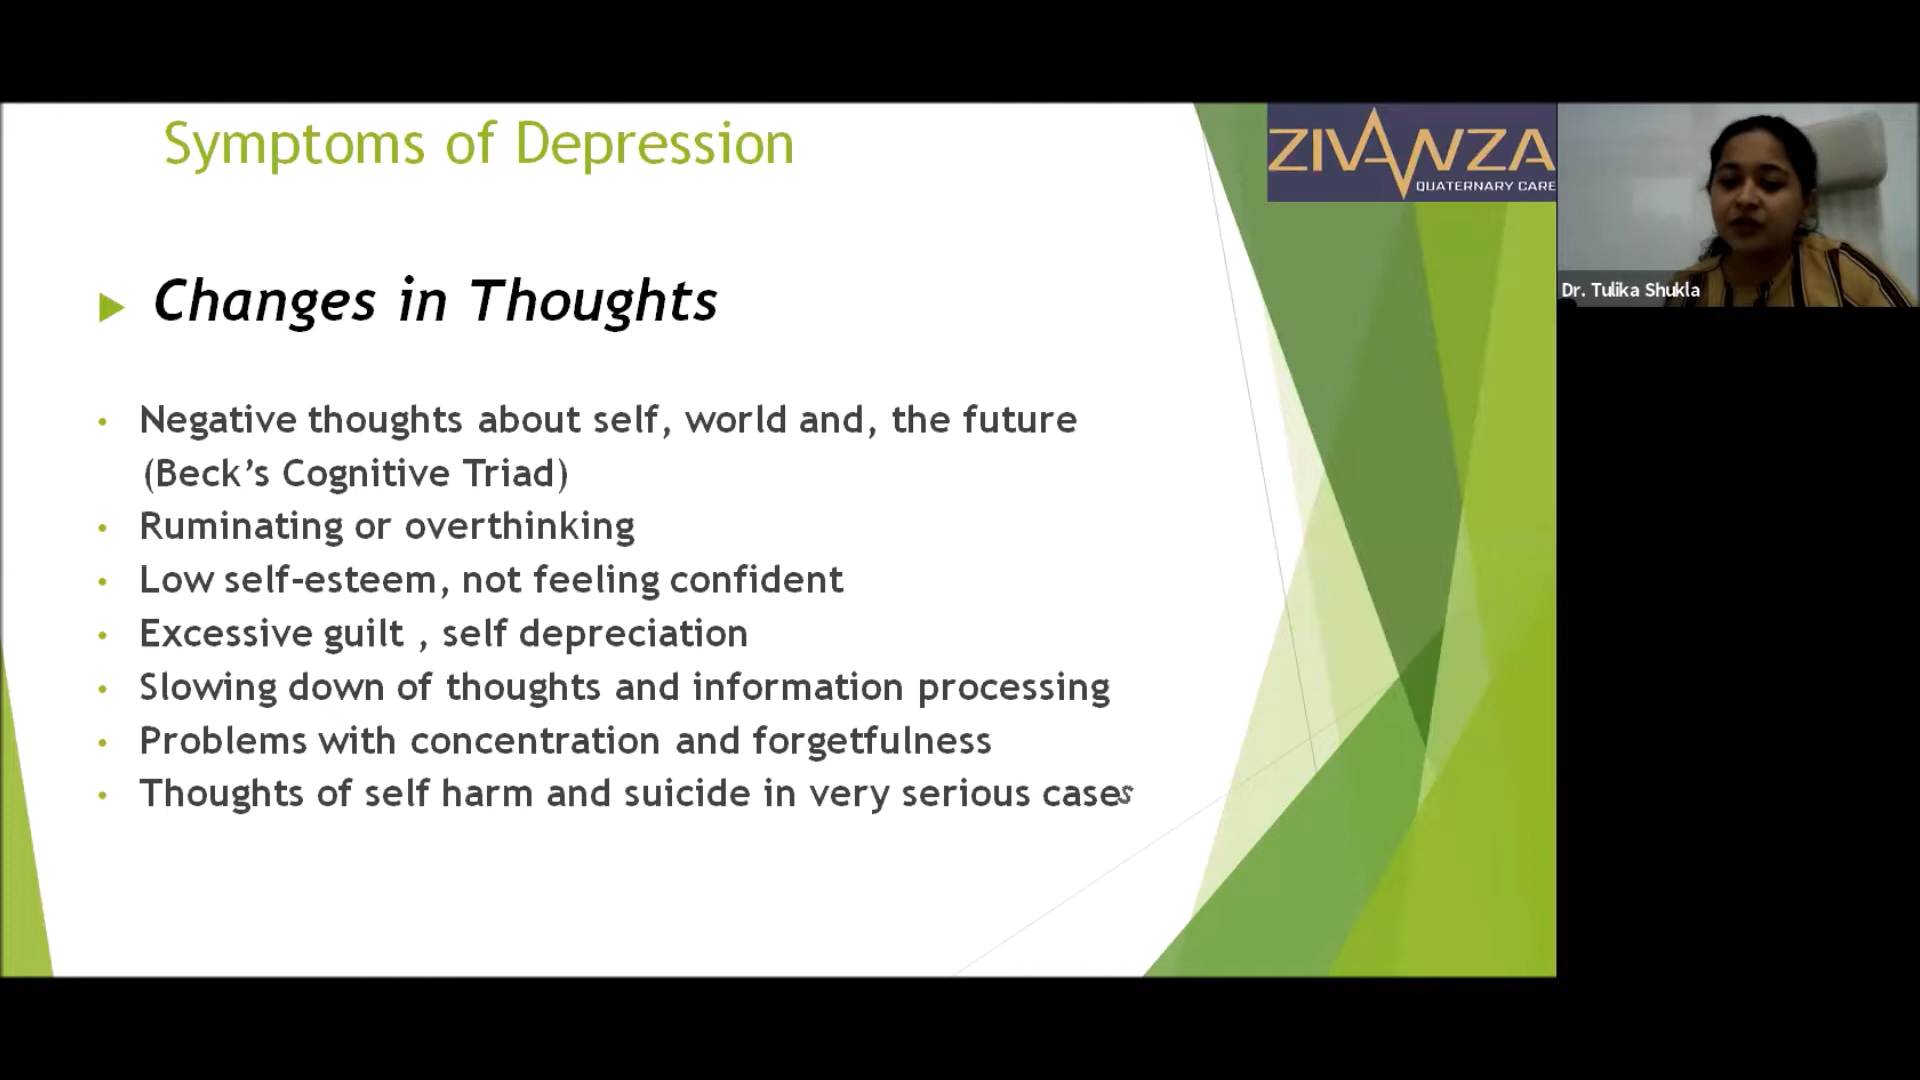 Symptoms of Depression
ZIVANZA
QUATERNARY CARE
Dr. Tulika Shukla
Changes in Thoughts
Negative thoughts about self, world and, the future
(Beck’s Cognitive Triad)
Ruminating or overthinking
Low self-esteem, not feeling confident
Excessive guilt , self depreciation
Slowing down of thoughts and information processing
Problems with concentration and forgetfulness
Thoughts of self harm and suicide in very serious cases